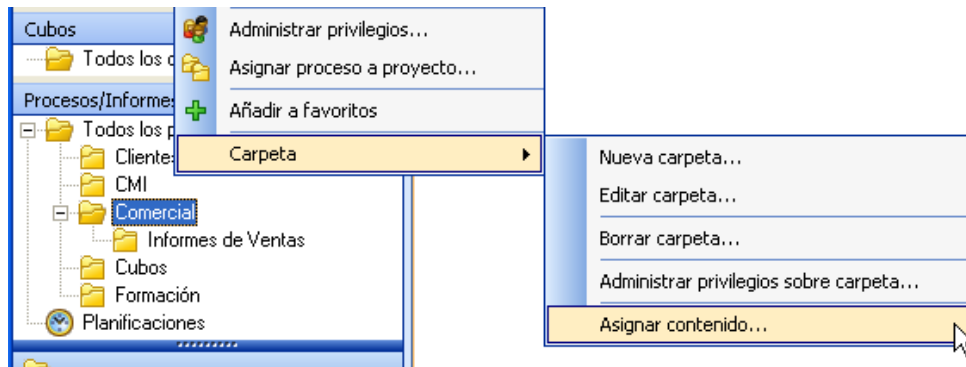 Cubos
Todos los
Procesos/Informes
Todos los
Clientes
CMI
Comercial
Informes de Ventas
Cubos
Formación
Planificaciones
Administrar privilegios...
Asignar proceso a proyecto...
Añadir a favoritos
Carpeta
Nueva carpeta...
Editar carpeta...
Borrar carpeta...
Administrar privilegios sobre carpeta...
Asignar contenido...